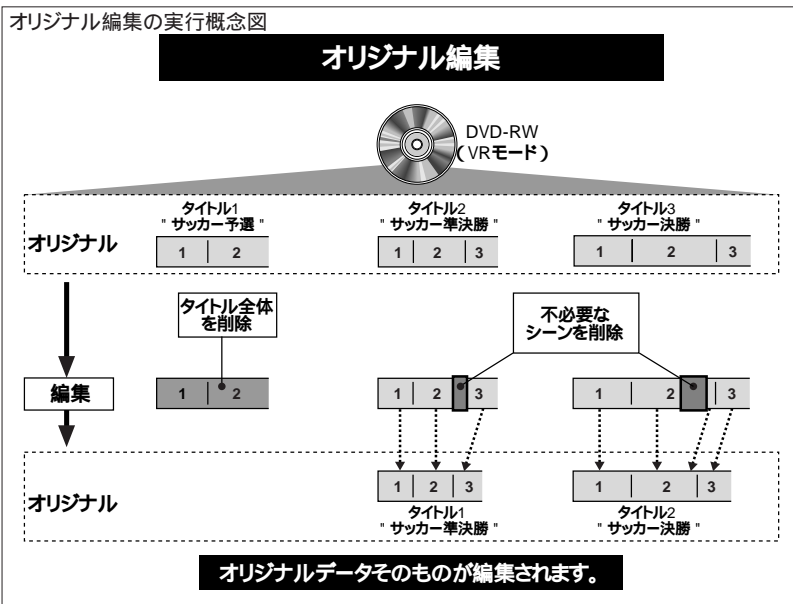 オリジナル編集の実行概念図
オリジナル編集
DVD-RW
(VRモード)
タイトル1
" サッカー予選 "
タイトル2
" サッカー準決勝 "
タイトル3
" サッカー決勝 "
オリジナル
1 2
1 2 3
1 2 3
タイトル全体
を削除
不必要な
シーンを削除
編集
1 2
1 2 3
1 2 3
オリジナル
1 2 3
1 2 3
タイトル1
" サッカー準決勝 "
タイトル2
" サッカー決勝 "
オリジナルデータそのものが編集されます。